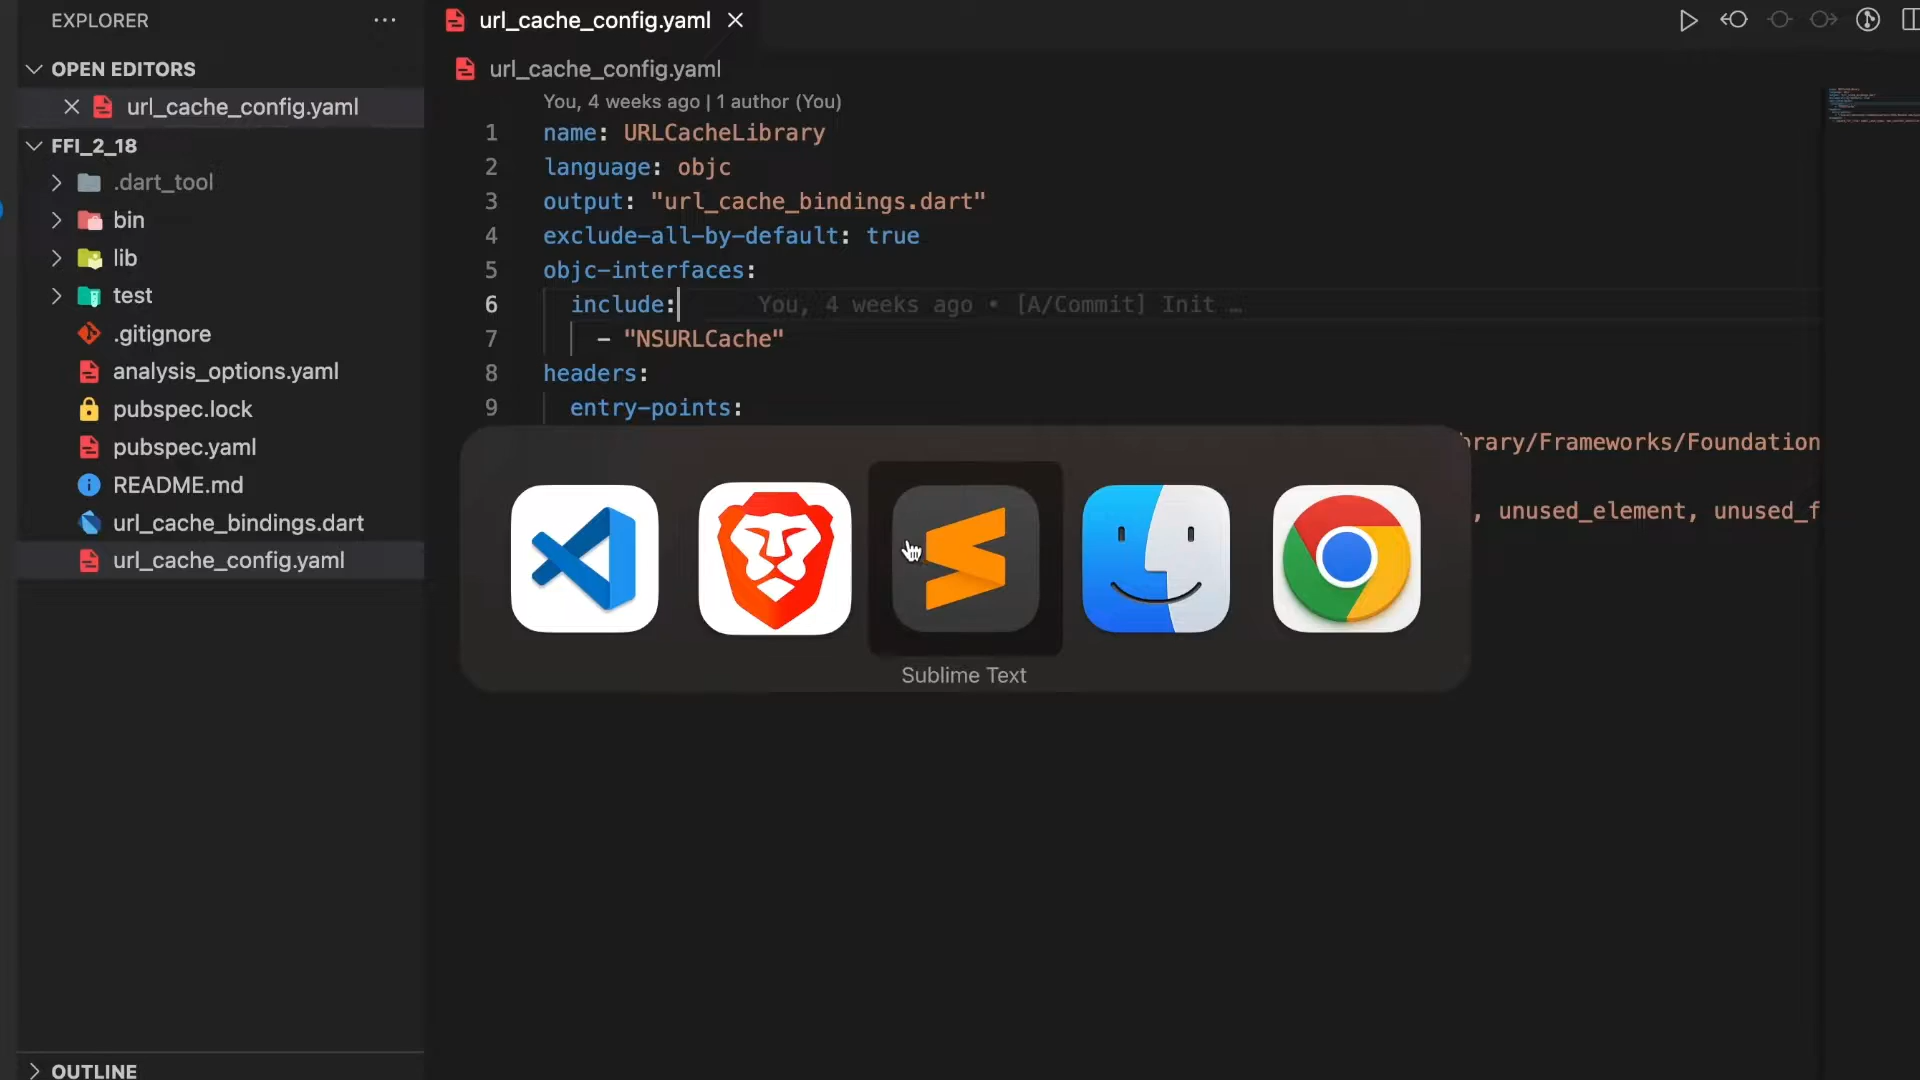 EXPLORER
OPEN EDITORS
url_cache_config.yaml
FFI_2_18
.dart_tool
bin
lib
test
.gitignore
analysis_options.yaml
pubspec.lock
pubspec.yaml
README.md
url_cache_bindings.dart
url_cache_config.yaml
OUTLINE
url_cache_config.yaml
url_cache_config.yaml
You, 4 weeks ago | 1 author (You)
1 name: URLCacheLibrary
2 language: objc
3 output: "url_cache_bindings.dart"
4 exclude-all-by-default: true
5 objc-interfaces:
6 include: You, 4 weeks ago • [A/Commit] Init …
7 - "NSURLCache"
8 headers:
9 entry-points:
brary/Frameworks/Foundation
, unused_element, unused_f
Sublime Text